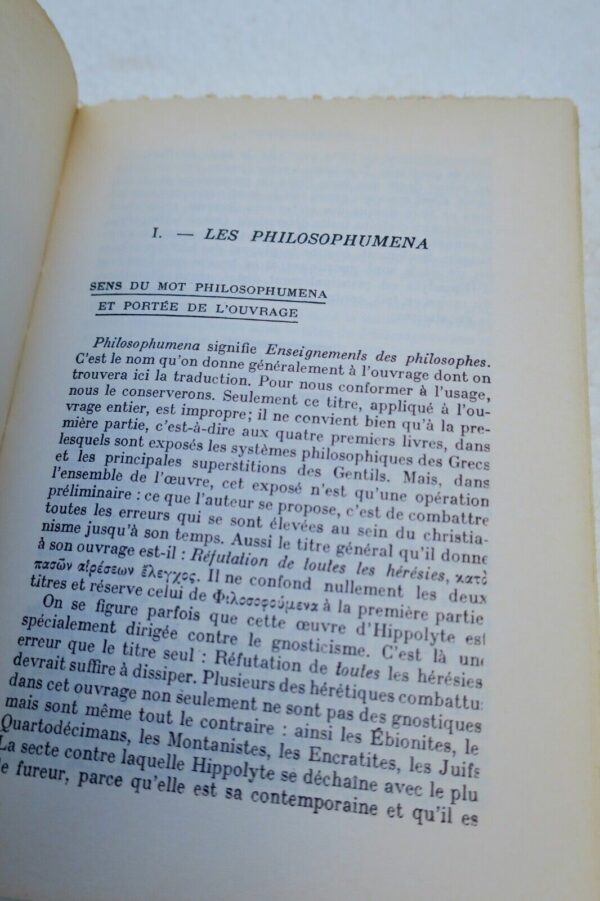 I. — LES PHILOSOPHUMENA
SENS DU MOT PHILOSOPHUMENA
ET PORTÉE DE L'OUVRAGE
Philosophumena signifie Enseignements des philosophes.
C'est le nom qu'on donne généralement à l'ouvrage dont on
trouvera ici la traduction. Pour nous conformer à l'usage,
nous le conserverons. Seulement ce titre, appliqué à l'ou-
vrage entier, est impropre; il ne convient bien qu'à la pre-
mière partie, c'est-à-dire aux quatre premiers livres, dans
lesquels sont exposés les systèmes philosophiques des Grecs
et les principales superstitions des Gentils. Mais, dans
l'ensemble de l'œuvre, cet exposé n'est qu'une opération
préliminaire : ce que l'auteur se propose, c'est de combattre
toutes les erreurs qui se sont élevées au sein du christia-
nisme jusqu'à son temps. Aussi le titre général qu'il donne
à son ouvrage est-il : Réfutation de toutes les hérésies, κατὰ
πασῶν αἱρέσεων ἔλεγχος. Il ne confond nullement les deux
titres et réserve celui de Φιλοσοφούμενα à la première partie
On se figure parfois que cette œuvre d'Hippolyte est
spécialement dirigée contre le gnosticisme. C'est là une
erreur que le titre seul : Réfutation de toutes les hérésies
devrait suffire à dissiper. Plusieurs des hérétiques combattu
dans cet ouvrage non seulement ne sont pas des gnostiques
mais sont même tout le contraire : ainsi les Ébionites, le
Quartodécimans, les Montanistes, les Encratites, les Juifs
La secte contre laquelle Hippolyte se déchaîne avec le plu
e fureur, parce qu'elle est sa contemporaine et qu'il es